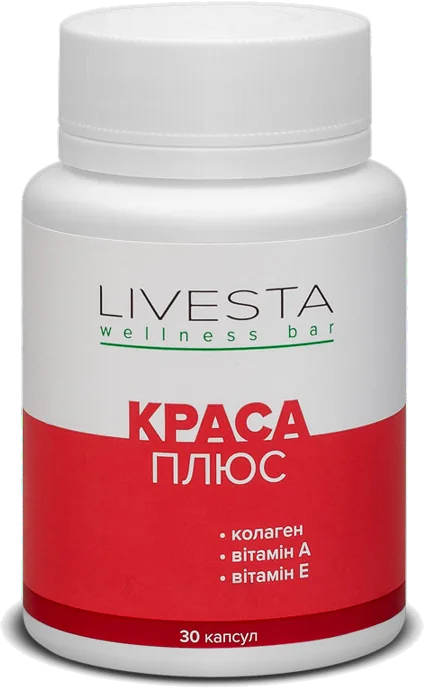 LIVESTA
wellness bar
КРАСА
ПЛЮС
• колаген
• вітамін А
• вітамін Е
30 капсул